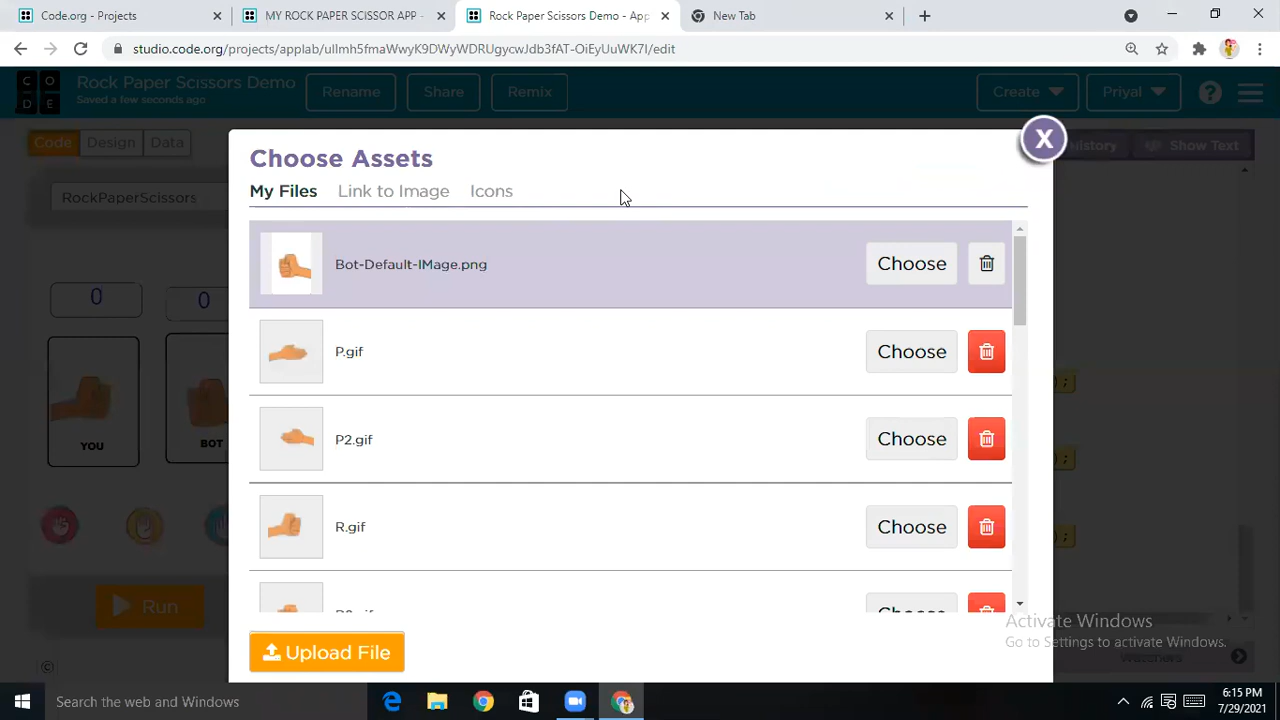 Code.org - Projects
MY ROCK PAPER SCISSOR APP -
Rock Paper Scissors Demo - App
New Tab
studio.code.org/projects/applab/ullmh5fmaWwyK9DWyWDRUgycwJdb3fAT-OiEyUuWK7I/edit
C O
D E
Rock Paper Scissors Demo
Saved a few seconds ago
Rename
Share
Remix
Create
Priyal
?
Code
Design
Data
History
Show Text
Choose Assets
X
My Files
Link to Image
Icons
RockPaperScissors
Bot-Default-IMage.png
Choose
0
0
P.gif
Choose
);
P2.gif
Choose
YOU
BOT
);
R.gif
Choose
);
Choose
Run
Upload File
Activate Windows
Go to Settings to activate Windows.
Watchers
Search the web and Windows
6:15 PM
7/29/2021